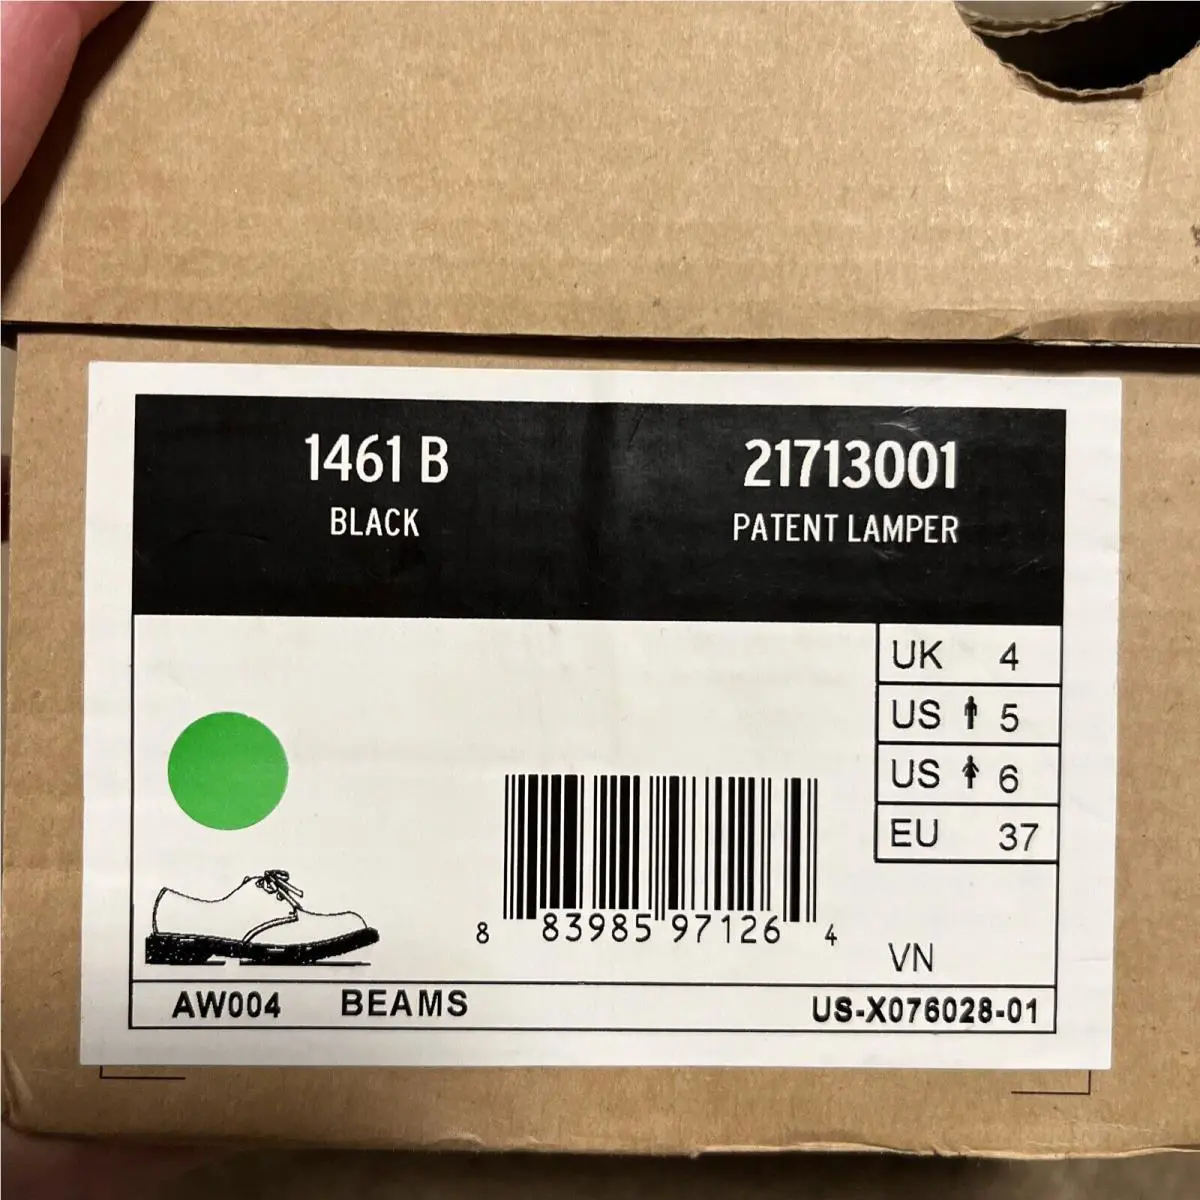 1461 B
BLACK
21713001
PATENT LAMPER
UK 4
US 5
US 6
EU 37
8 83985 97126 4
VN
AW004 BEAMS US-X076028-01